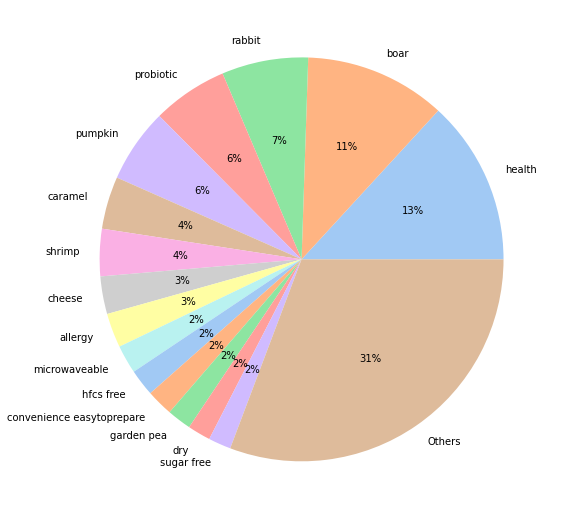 rabbit
boar
probiotic
7%
11%
pumpkin
6%
health
6%
13%
caramel
4%
shrimp
4%
cheese
3%
allergy
3%
microwaveable
2%
hfcs free
2%
convenience easytoprepare
2%
garden pea
2%
dry
2%
sugar free
2%
31%
Others